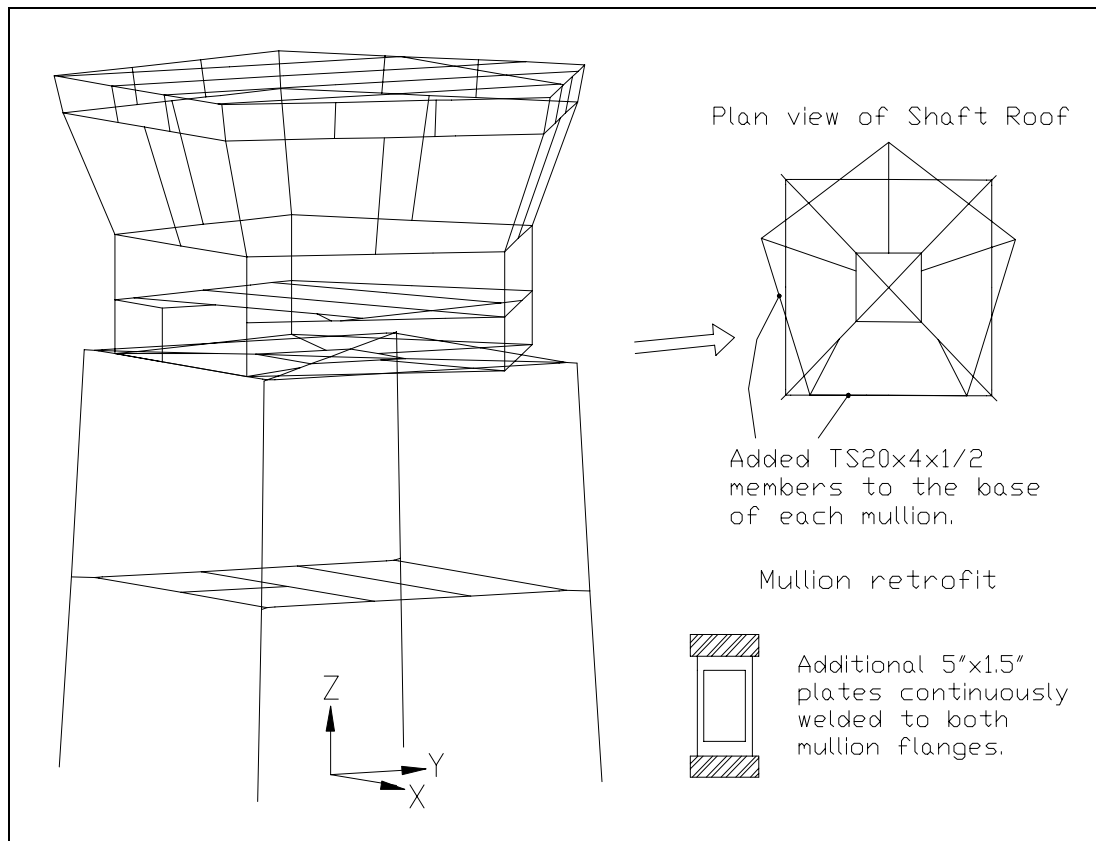 Plan view of Shaft Roof
Added TS20x4x1/2
members to the base
of each mullion.
Mullion retrofit
Additional 5"x1.5"
plates continuously
welded to both
mullion flanges.
Z
Y
X